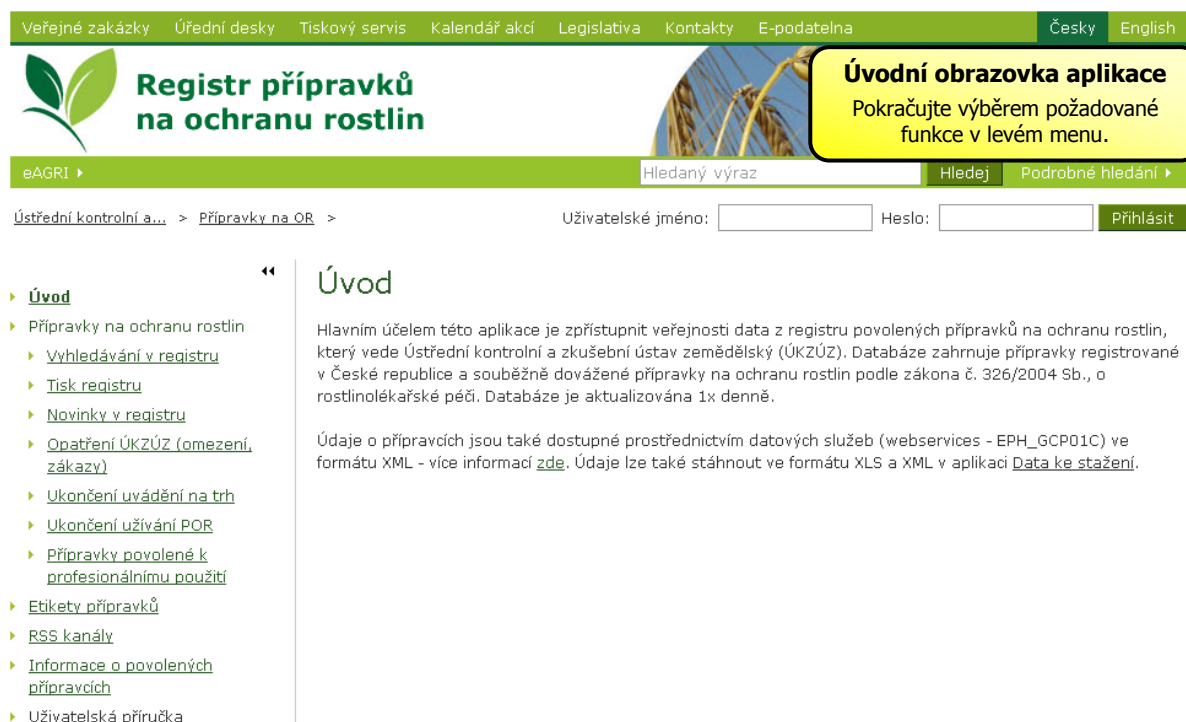 Veřejné zakázky Úřední desky Tiskový servis Kalendář akcí Legislativa Kontakty E-podatelna Česky English
Registr přípravků
na ochranu rostlin
Úvodní obrazovka aplikace
Pokračujte výběrem požadované
funkce v levém menu.
eAGRI Hledaný výraz Hledej Podrobné hledání
Ústřední kontrolní a... > Přípravky na OR > Uživatelské jméno: Heslo: Přihlásit
Úvod
Přípravky na ochranu rostlin
Vyhledávání v registru
Tisk registru
Novinky v registru
Opatření ÚKZÚZ (omezení,
zákazy)
Ukončení uvádění na trh
Ukončení užívání POR
Přípravky povolené k
profesionálnímu použití
Etikety přípravků
RSS kanály
Informace o povolených
přípravcích
Uživatelská příručka
Úvod
Hlavním účelem této aplikace je zpřístupnit veřejnosti data z registru povolených přípravků na ochranu rostlin,
který vede Ústřední kontrolní a zkušební ústav zemědělský (ÚKZÚZ). Databáze zahrnuje přípravky registrované
v České republice a souběžně dovážené přípravky na ochranu rostlin podle zákona č. 326/2004 Sb., o
rostlinolékařské péči. Databáze je aktualizována 1x denně.
Údaje o přípravcích jsou také dostupné prostřednictvím datových služeb (webservices - EPH_GCP01C) ve
formátu XML - více informací zde. Údaje lze také stáhnout ve formátu XLS a XML v aplikaci Data ke stažení.